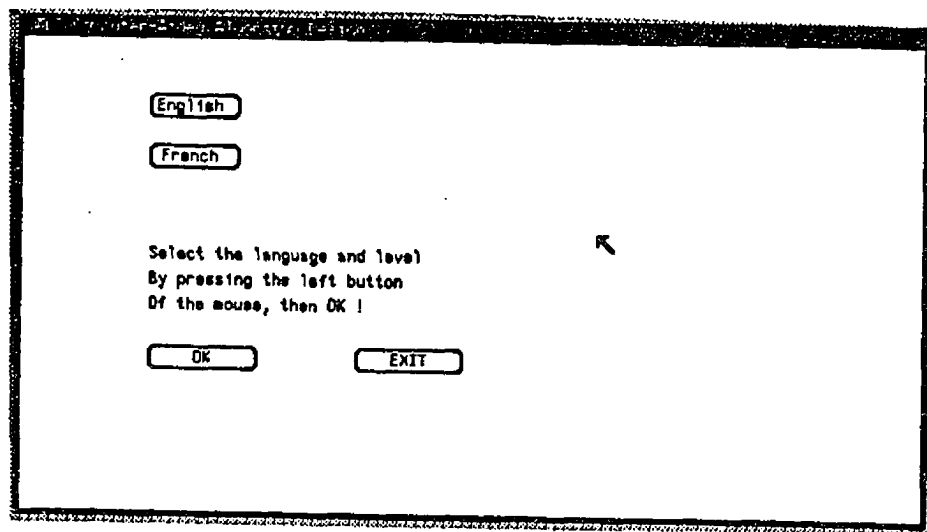 English
French
Select the language and level
By pressing the left button
Of the mouse, then OK !
OK EXIT